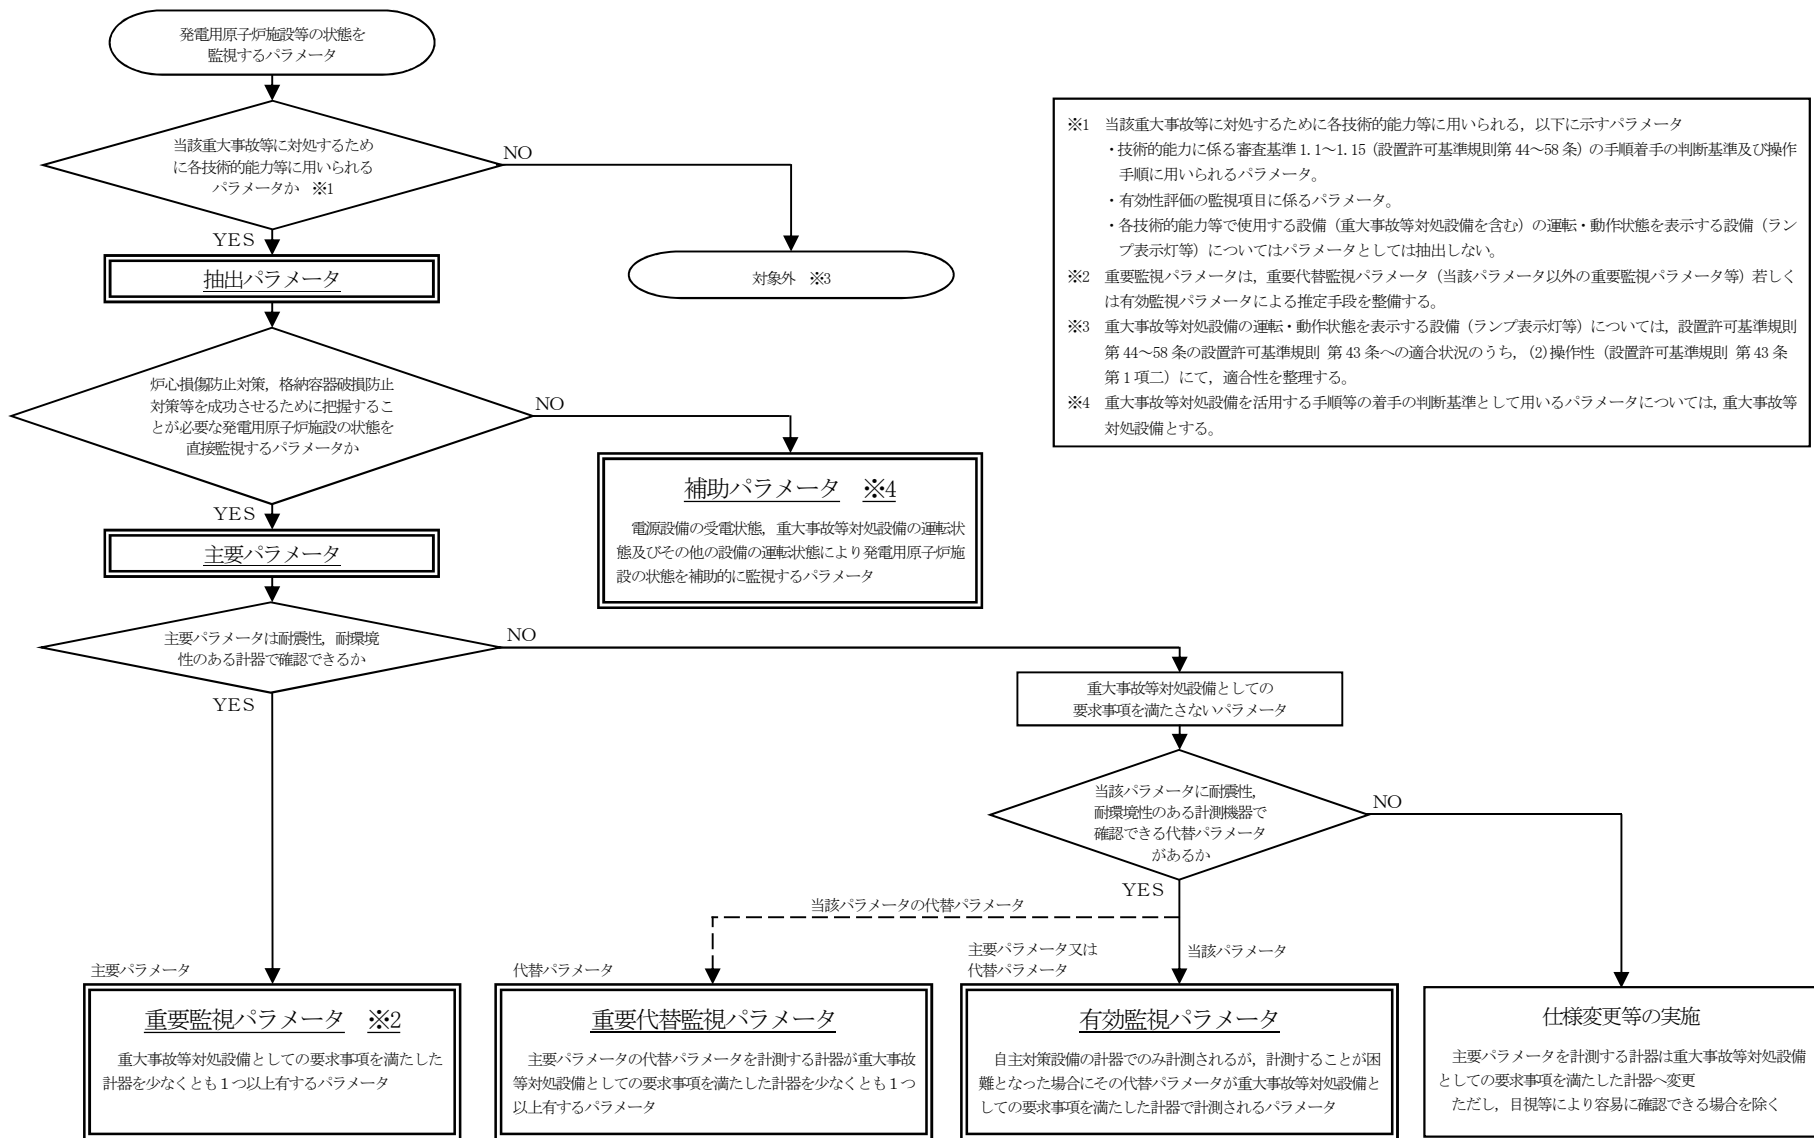 発電用原子炉施設等の状態を
監視するパラメータ
当該重大事故等に対処するため
に各技術的能力等に用いられる
パラメータか　※1
NO
YES
対象外　※3
抽出パラメータ
炉心損傷防止対策，格納容器破損防止
対策等を成功させるために把握するこ
とが必要な発電用原子炉施設の状態を
直接監視するパラメータか
NO
YES
補助パラメータ　※4
電源設備の受電状態，重大事故等対処設備の運転状
態及びその他の設備の運転状態により発電用原子炉施
設の状態を補助的に監視するパラメータ
主要パラメータ
主要パラメータは耐震性，耐環境
性のある計器で確認できるか
NO
YES
重大事故等対処設備としての
要求事項を満たさないパラメータ
当該パラメータに耐震性，
耐環境性のある計測機器で
確認できる代替パラメータ
があるか
NO
YES
当該パラメータの代替パラメータ
主要パラメータ
代替パラメータ
主要パラメータ又は
代替パラメータ
当該パラメータ
重要監視パラメータ　※2
重大事故等対処設備としての要求事項を満たした
計器を少なくとも1つ以上有するパラメータ
重要代替監視パラメータ
主要パラメータの代替パラメータを計測する計器が重大事故
等対処設備としての要求事項を満たした計器を少なくとも1つ
以上有するパラメータ
有効監視パラメータ
自主対策設備の計器でのみ計測されるが，計測することが困
難となった場合にその代替パラメータが重大事故等対処設備と
しての要求事項を満たした計器で計測されるパラメータ
仕様変更等の実施
主要パラメータを計測する計器は重大事故等対処設備
としての要求事項を満たした計器へ変更
ただし，目視等により容易に確認できる場合を除く
※1　当該重大事故等に対処するために各技術的能力等に用いられる，以下に示すパラメータ
・技術的能力に係る審査基準1.1～1.15（設置許可基準規則第44～58条）の手順着手の判断基準及び操作
手順に用いられるパラメータ。
・有効性評価の監視項目に係るパラメータ。
・各技術的能力等で使用する設備（重大事故等対処設備を含む）の運転・動作状態を表示する設備（ラン
プ表示灯等）についてはパラメータとしては抽出しない。
※2　重要監視パラメータは，重要代替監視パラメータ（当該パラメータ以外の重要監視パラメータ等）若しく
は有効監視パラメータによる推定手段を整備する。
※3　重大事故等対処設備の運転・動作状態を表示する設備（ランプ表示灯等）については，設置許可基準規則
第44～58条の設置許可基準規則 第43条への適合状況のうち，(2)操作性（設置許可基準規則 第43条
第1項二）にて，適合性を整理する。
※4　重大事故等対処設備を活用する手順等の着手の判断基準として用いるパラメータについては，重大事故等
対処設備とする。